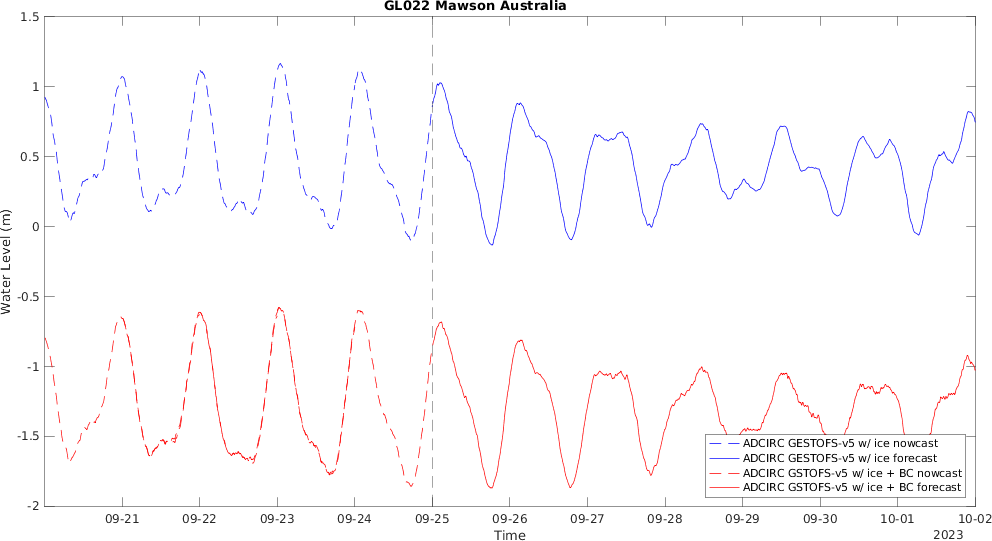 GL022 Mawson Australia
1.5
1
0.5
0
-0.5
-1
-1.5
-2
Water Level (m)
ADCIRC GESTOFS-v5 w/ ice nowcast
ADCIRC GESTOFS-v5 w/ ice forecast
ADCIRC GSTOFS-v5 w/ ice + BC nowcast
ADCIRC GSTOFS-v5 w/ ice + BC forecast
09-21 09-22 09-23 09-24 09-25 09-26 09-27 09-28 09-29 09-30 10-01 10-02
Time
2023